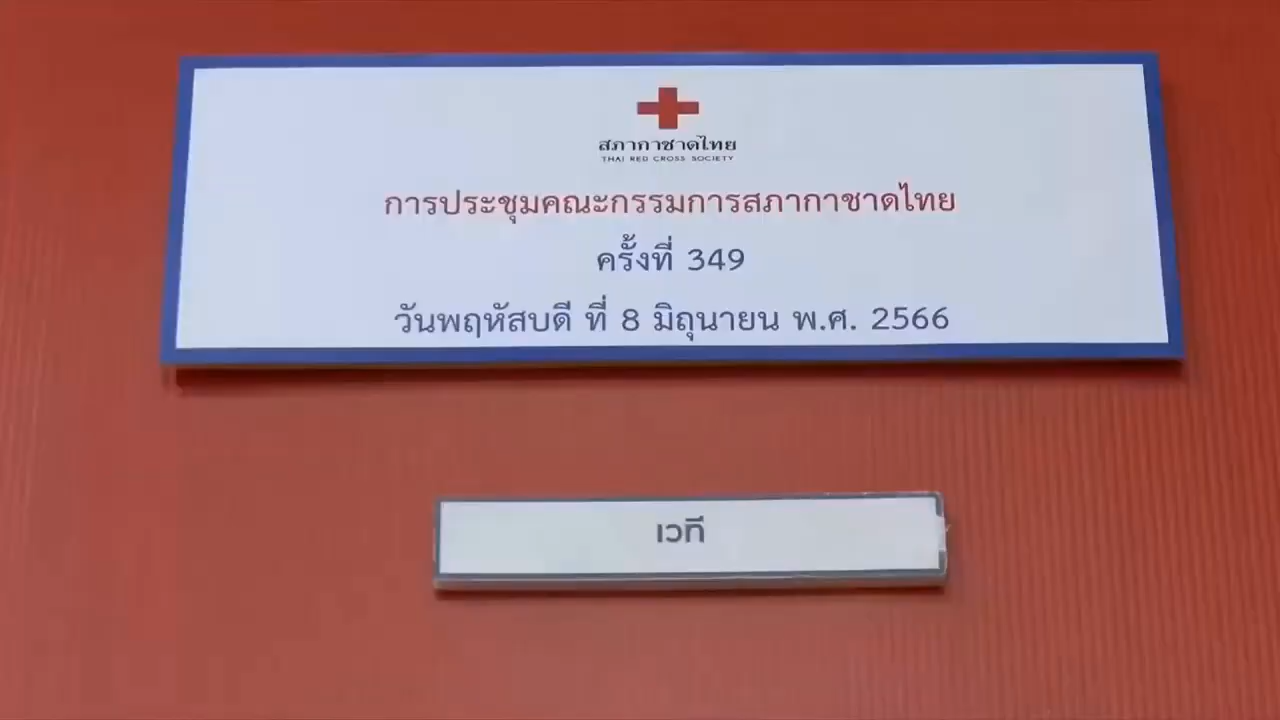 สภากาชาดไทย
THAI RED CROSS SOCIETY
การประชุมคณะกรรมการสภากาชาดไทย
ครั้งที่ 349
วันพฤหัสบดี ที่ 8 มิถุนายน พ.ศ. 2566
เวที